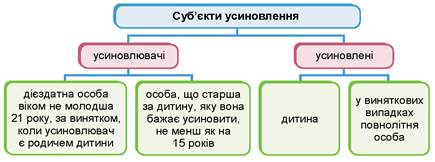 Суб'єкти усиновлення
усиновлювачі
усиновлені
дієздатна особа
віком не молодша
21 року, за винятком,
коли усиновлювач
є родичем дитини
особа, що старша
за дитину, яку вона
бажає усиновити,
не менш як на
15 років
дитина
у виняткових
випадках
повнолітня
особа